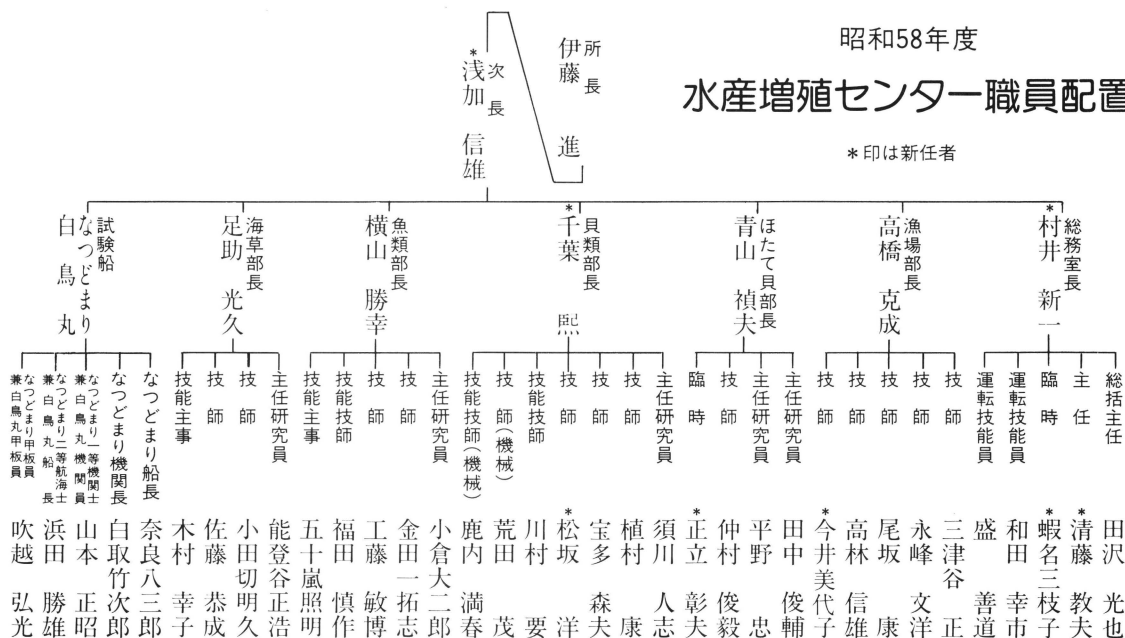 昭和58年度
水産増殖センター職員配置
*印は新任者
所長
伊藤 進
次長
*浅加 信雄
総務室長
*村井 新一
総括主任 田沢 光也
主任 *清藤 教夫
臨時 *蝦名三枝子
運転技能員 和田 幸市
運転技能員 盛 善道
漁場部長
高橋 克成
技師 三津谷 正
技師 永峰 文洋
技師 尾坂 康
技師 高林 信雄
技師 *今井美代子
ほたて貝部長
青山 禎夫
主任研究員 田中 俊輔
主任研究員 平野 忠
技師 仲村 俊毅
臨時 *正立 彰夫
貝類部長
*千葉 熙
主任研究員 須川 人志
技師 植村 康
技師 宝多 森夫
技師 *松坂 洋
技能技師 川村 要
技師(機械) 荒田 茂
技能技師(機械) 鹿内 満春
魚類部長
横山 勝幸
主任研究員 小倉大二郎
技師 金田一拓志
技師 工藤 敏博
技能技師 福田 慎作
技能主事 五十嵐照明
海草部長
足助 光久
主任研究員 能登谷正浩
技師 小田切明久
技師 佐藤 恭成
技能主事 木村 幸子
試験船
なつどまり
白鳥丸
なつどまり船長 奈良八三郎
なつどまり機関長 白取竹次郎
なつどまり一等機関士
兼白鳥丸機関員 山本 正昭
なつどまり二等航海士
兼白鳥丸船長 浜田 勝雄
なつどまり甲板員
兼白鳥丸甲板員 吹越 弘光